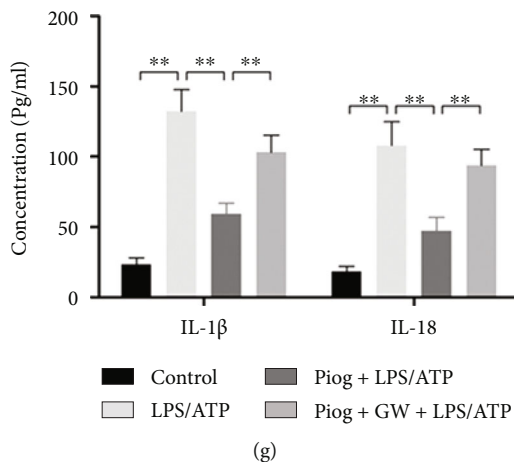 200
150
100
50
0
Concentration (Pg/ml)
** ** **
** ** **
IL-1β IL-18
Control Piog + LPS/ATP
LPS/ATP Piog + GW + LPS/ATP
(g)